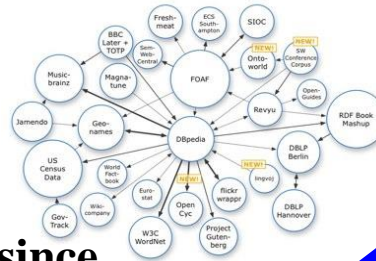 Fresh-
meat
ECS
South-
ampton
SIOC
BBC
Later +
TOTP
Sem-
Web-
Central
NEW!
Onto-
world
NEW!
SW
Conference
Corpus
Music-
brainz
Magna-
tune
FOAF
Open-
Guides
Revyu
RDF Book
Mashup
Jamendo
Geo-
names
DBpedia
DBLP
Berlin
US
Census
Data
World
Fact-
book
NEW!
lingvoj
Euro-
stat
NEW!
Open
Cyc
flickr
wrappr
Wiki-
company
DBLP
Hannover
Gov-
Track
W3C
WordNet
Project
Guten-
berg
since